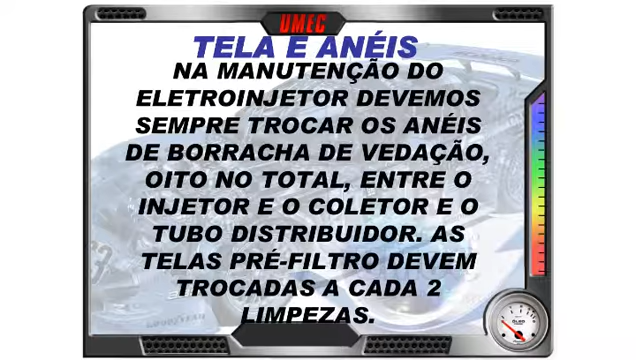 UMEC
TELA E ANÉIS
NA MANUTENÇÃO DO
ELETROINJETOR DEVEMOS
SEMPRE TROCAR OS ANÉIS
DE BORRACHA DE VEDAÇÃO,
OITO NO TOTAL, ENTRE O
INJETOR E O COLETOR E O
TUBO DISTRIBUIDOR. AS
TELAS PRÉ-FILTRO DEVEM
TROCADAS A CADA 2
LIMPEZAS.